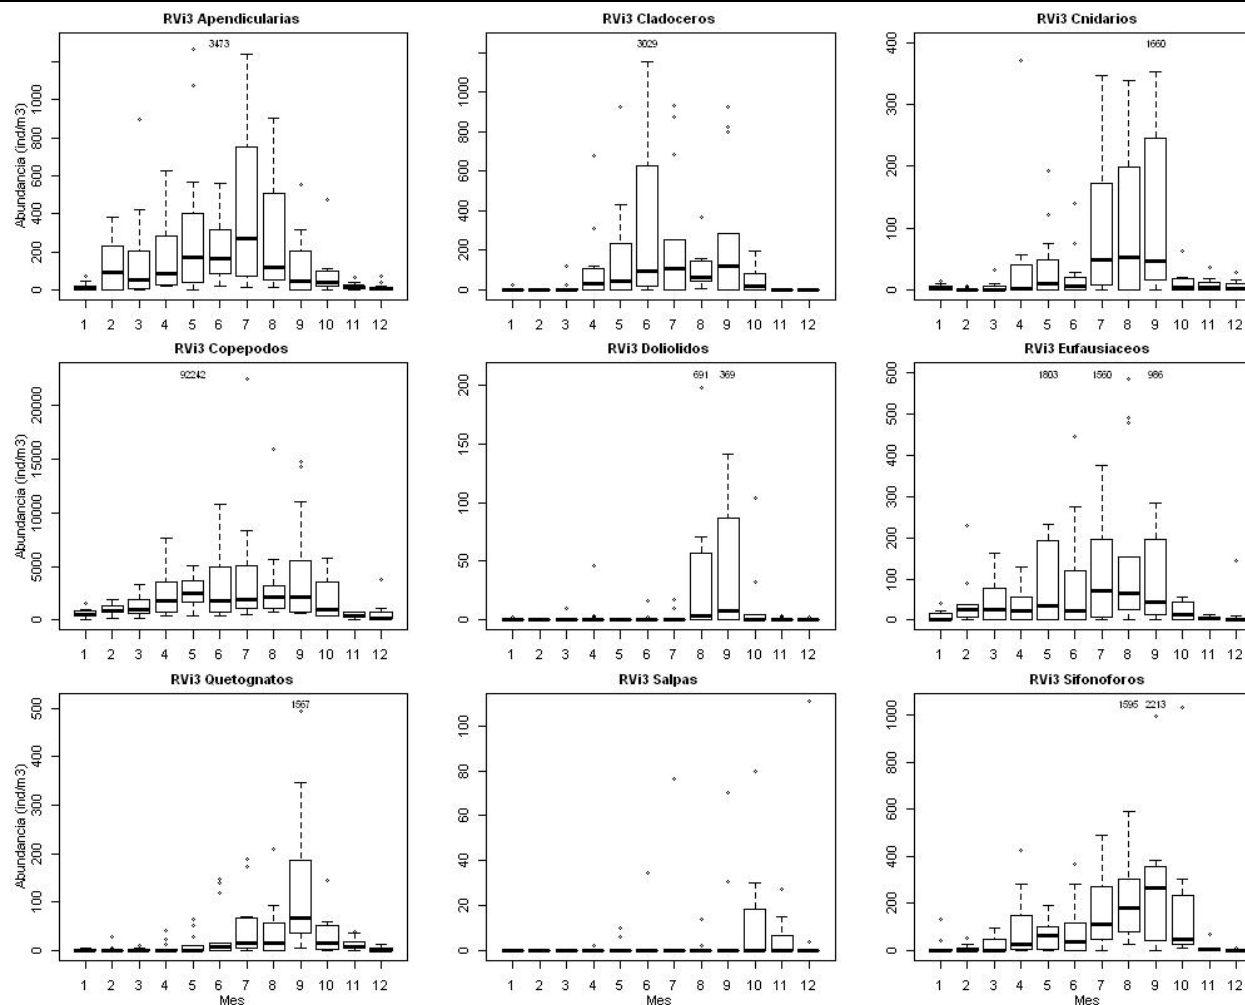 RVi3 Apendicularias
RVi3 Cladoceros
RVi3 Cnidarios
3473
3029
1660
Abundancia (ind/m3)
0 200 400 600 800 1000
0 200 400 600 800 1000
0 100 200 300 400
1 2 3 4 5 6 7 8 9 10 11 12
1 2 3 4 5 6 7 8 9 10 11 12
1 2 3 4 5 6 7 8 9 10 11 12
RVi3 Copepodos
RVi3 Doliolidos
RVi3 Eufausiaceos
92242
691 369
1803 1560 986
Abundancia (ind/m3)
0 5000 10000 15000 20000
0 50 100 150 200
0 100 200 300 400 500 600
1 2 3 4 5 6 7 8 9 10 11 12
1 2 3 4 5 6 7 8 9 10 11 12
1 2 3 4 5 6 7 8 9 10 11 12
RVi3 Quetognatos
RVi3 Salpas
RVi3 Sifonoforos
1567
1595 2213
Abundancia (ind/m3)
0 100 200 300 400 500
0 20 40 60 80 100
0 200 400 600 800 1000
1 2 3 4 5 6 7 8 9 10 11 12
1 2 3 4 5 6 7 8 9 10 11 12
1 2 3 4 5 6 7 8 9 10 11 12
Mes
Mes
Mes